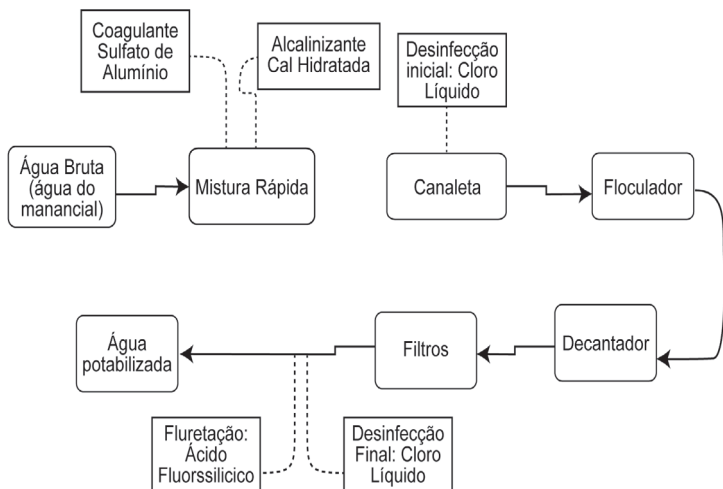 Coagulante
Sulfato de
Alumínio
Alcalinizante
Cal Hidratada
Desinfecção
inicial: Cloro
Líquido
Água Bruta
(água do
manancial)
Mistura Rápida
Canaleta
Floculador
Água
potabilizada
Filtros
Decantador
Fluretação:
Ácido
Fluorssilicico
Desinfecção
Final: Cloro
Líquido